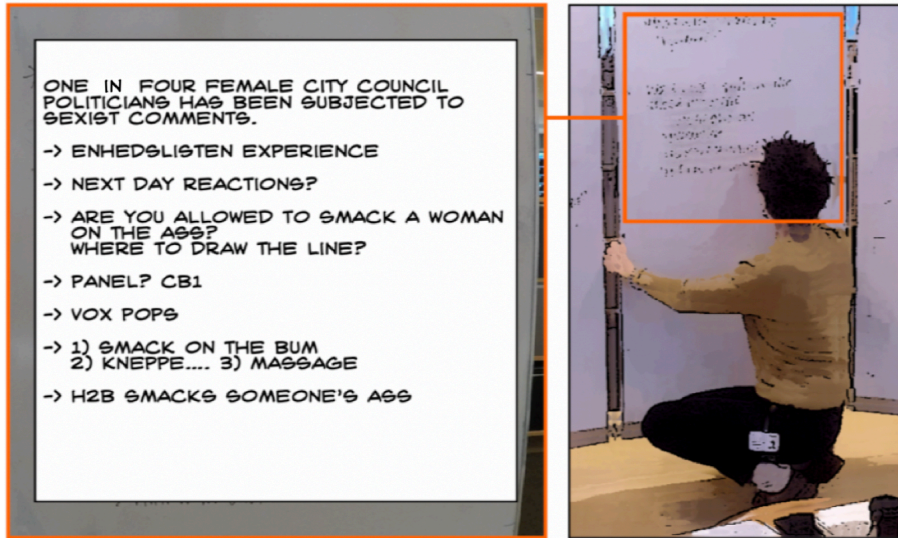 ONE IN FOUR FEMALE CITY COUNCIL
POLITICIANS HAS BEEN SUBJECTED TO
SEXIST COMMENTS.
-> ENHEDSLISTEN EXPERIENCE
-> NEXT DAY REACTIONS?
-> ARE YOU ALLOWED TO SMACK A WOMAN
ON THE ASS?
WHERE TO DRAW THE LINE?
-> PANEL? CB1
-> VOX POPS
-> 1) SMACK ON THE BUM
2) KNEPPE.... 3) MASSAGE
-> H2B SMACKS SOMEONE'S ASS